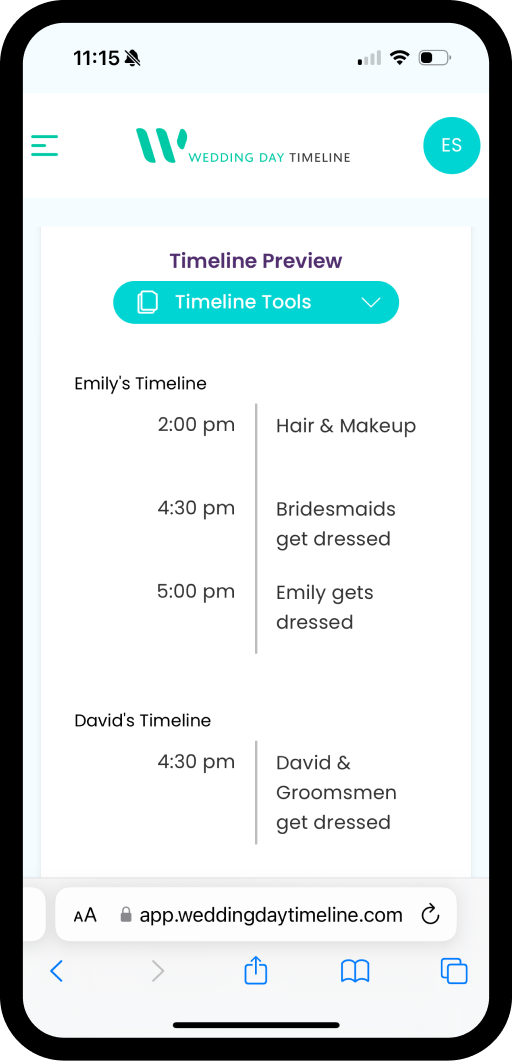 11:15
WEDDING DAY TIMELINE
ES
Timeline Preview
Timeline Tools
Emily's Timeline
2:00 pm Hair & Makeup
4:30 pm Bridesmaids
get dressed
5:00 pm Emily gets
dressed
David's Timeline
4:30 pm David &
Groomsmen
get dressed
AA app.weddingdaytimeline.com